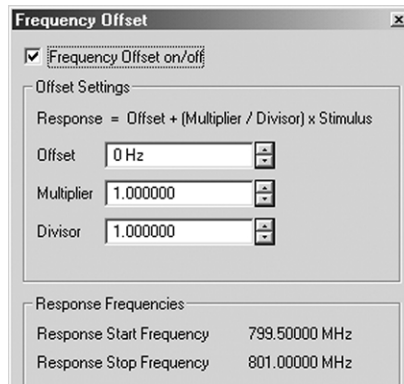 Frequency Offset
Frequency Offset on/off
Offset Settings
Response = Offset + (Multiplier / Divisor) x Stimulus
Offset 0 Hz
Multiplier 1.000000
Divisor 1.000000
Response Frequencies
Response Start Frequency 799.50000 MHz
Response Stop Frequency 801.00000 MHz